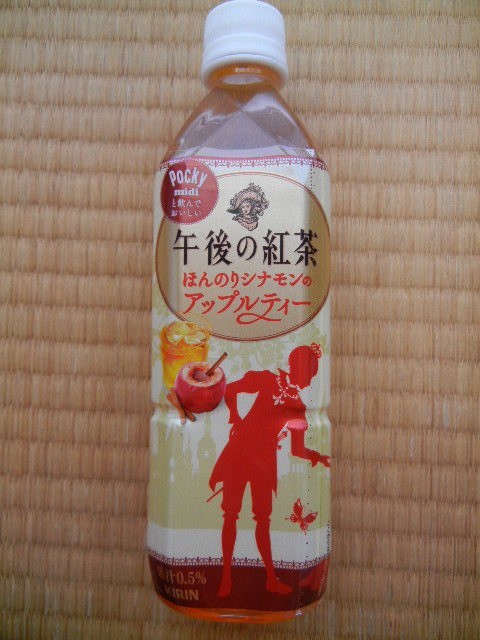 Pocky
midi
と飲んで
おいしい
午後の紅茶
ほんのりシナモンの
アップルティー
果汁0.5%
KIRIN